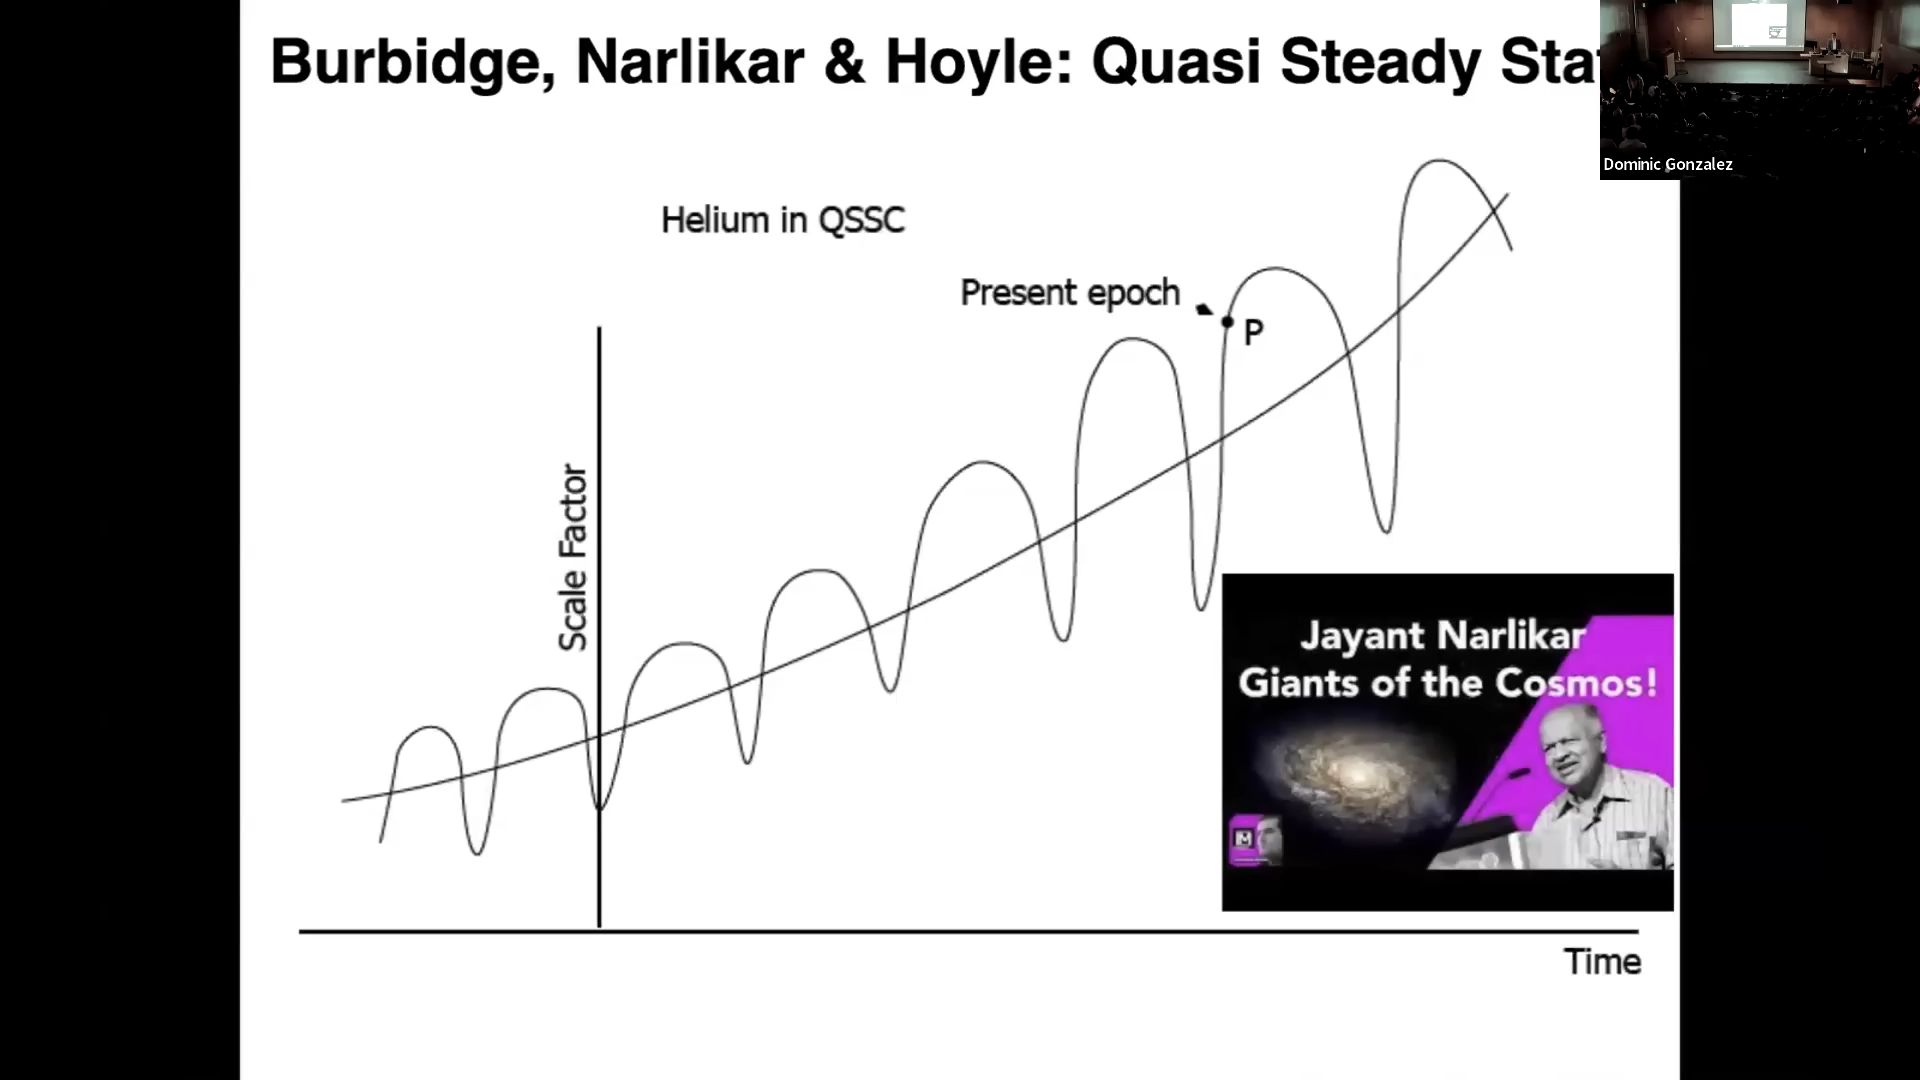 Burbidge, Narlikar & Hoyle: Quasi Steady Sta
Dominic Gonzalez
Helium in QSSC
Present epoch
P
Scale Factor
Jayant Narlikar
Giants of the Cosmos!
Time